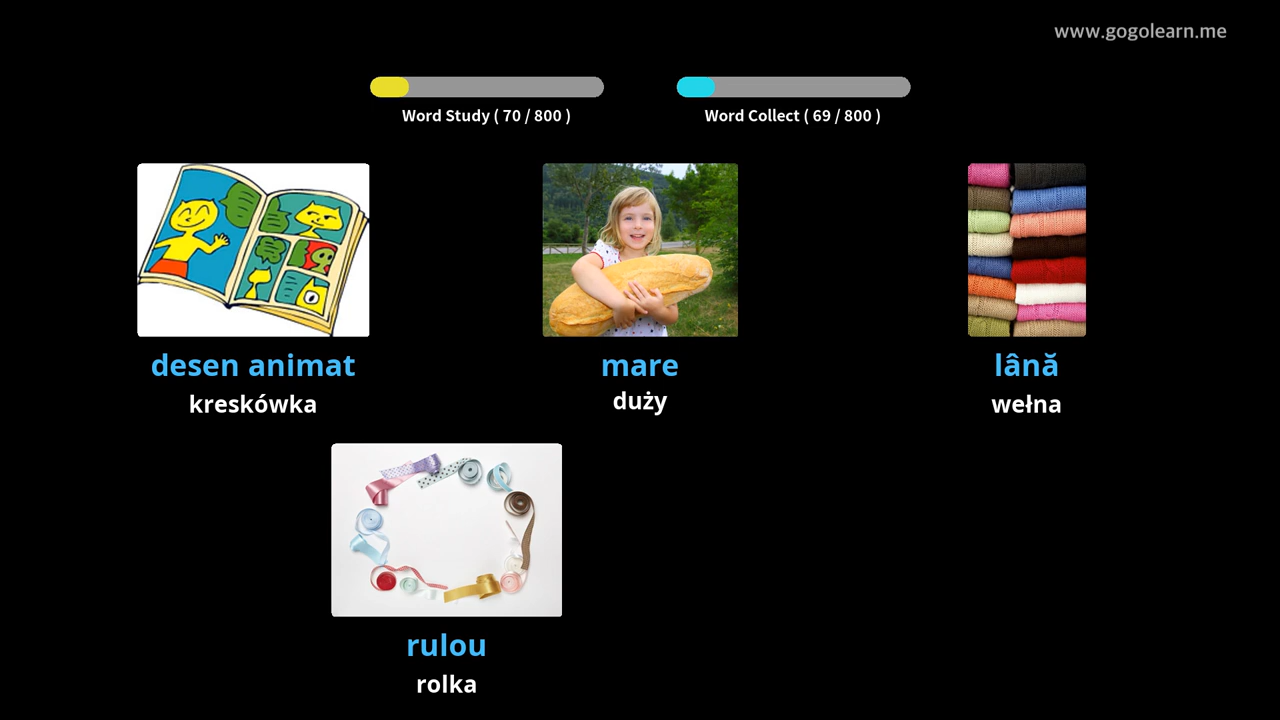 www.gogolearn.me
Word Study ( 70 / 800 )
Word Collect ( 69 / 800 )
desen animat
kreskówka
mare
duży
lână
wełna
rulou
rolka